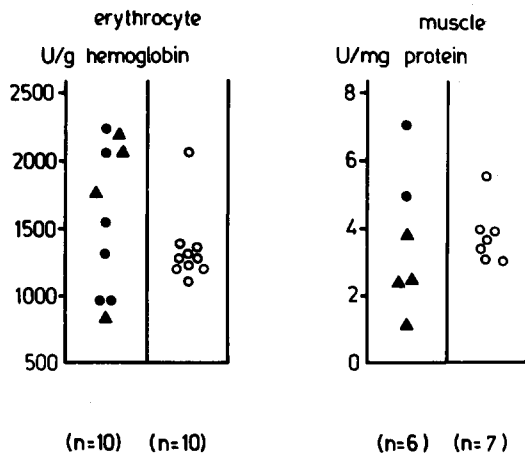 erythrocyte
U/g hemoglobin
2500
2000
1500
1000
500
(n=10) (n=10)
muscle
U/mg protein
8
6
4
2
0
(n=6) (n=7)